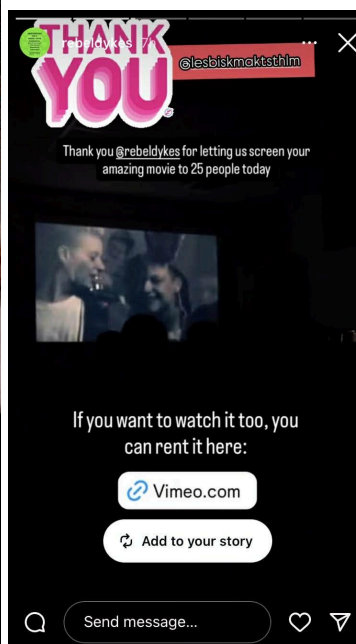 THANK
YOU
rebeldykes
@lesbiskmaktsthlm
Thank you @rebeldykes for letting us screen your
amazing movie to 25 people today
If you want to watch it too, you
can rent it here:
Vimeo.com
Add to your story
Send message...